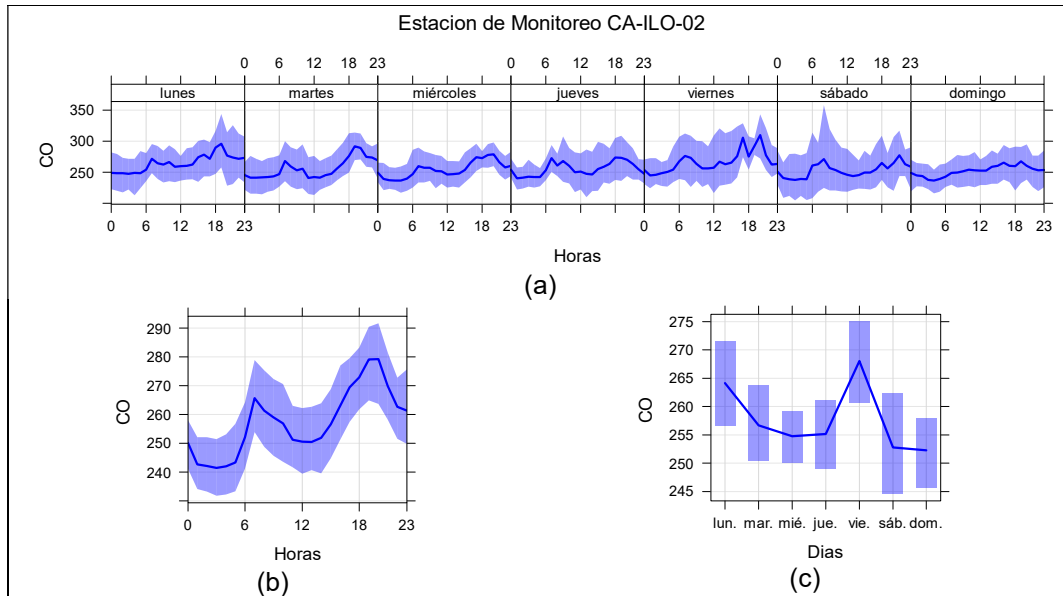 Estacion de Monitoreo CA-ILO-02
0 6 12 18 23 0 6 12 18 23 0 6 12 18 23
lunes martes miércoles jueves viernes sábado domingo
350
300
250
CO
0 6 12 18 23 0 6 12 18 23 0 6 12 18 23 0 6 12 18 23
Horas
(a)
290
280
270
260
250
240
CO
0 6 12 18 23
Horas
(b)
275
270
265
260
255
250
245
CO
lun. mar. mié. jue. vie. sáb. dom.
Dias
(c)